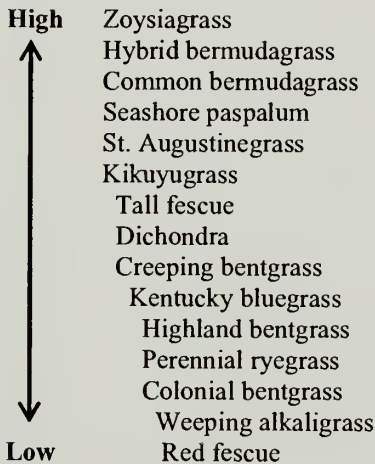 High Zoysiagrass
Hybrid bermudagrass
Common bermudagrass
Seashore paspalum
St. Augustinegrass
Kikuyugrass
Tall fescue
Dichondra
Creeping bentgrass
Kentucky bluegrass
Highland bentgrass
Perennial ryegrass
Colonial bentgrass
Weeping alkaligrass
Low Red fescue